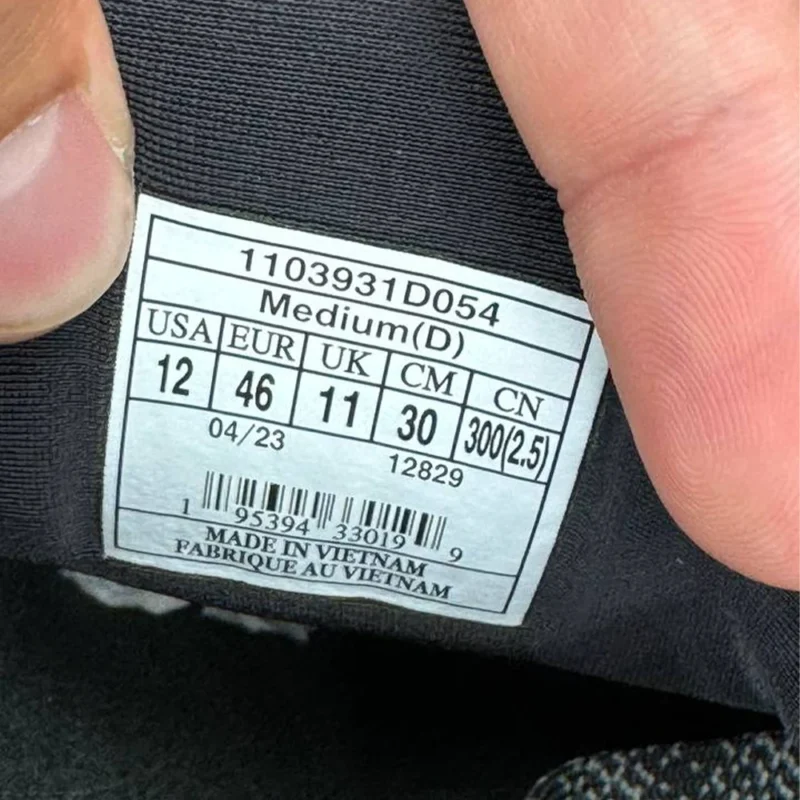 1103931D054
Medium(D)
USA EUR UK CM CN
12 46 11 30 300(2.5)
04/23 12829
1 95394 33019 9
MADE IN VIETNAM
FABRIQUE AU VIETNAM